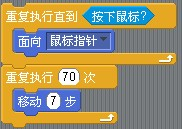 重复执行直到 按下鼠标?
面向 鼠标指针
重复执行 70 次
移动 7 步